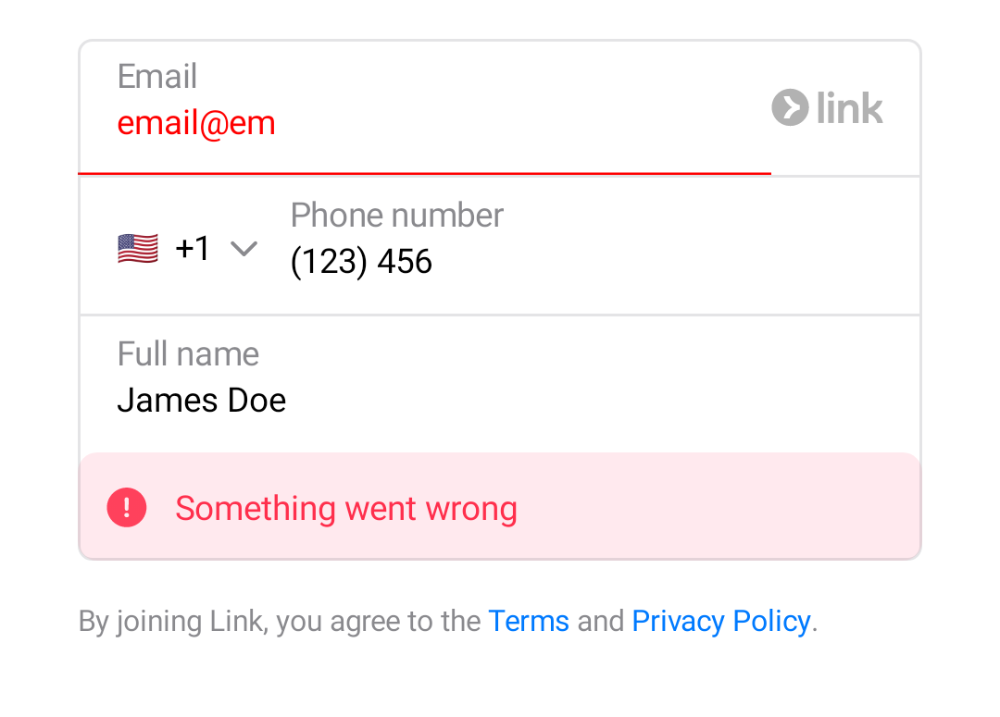 Email
email@em
link
Phone number
+1
(123) 456
Full name
James Doe
Something went wrong
By joining Link, you agree to the Terms and Privacy Policy.